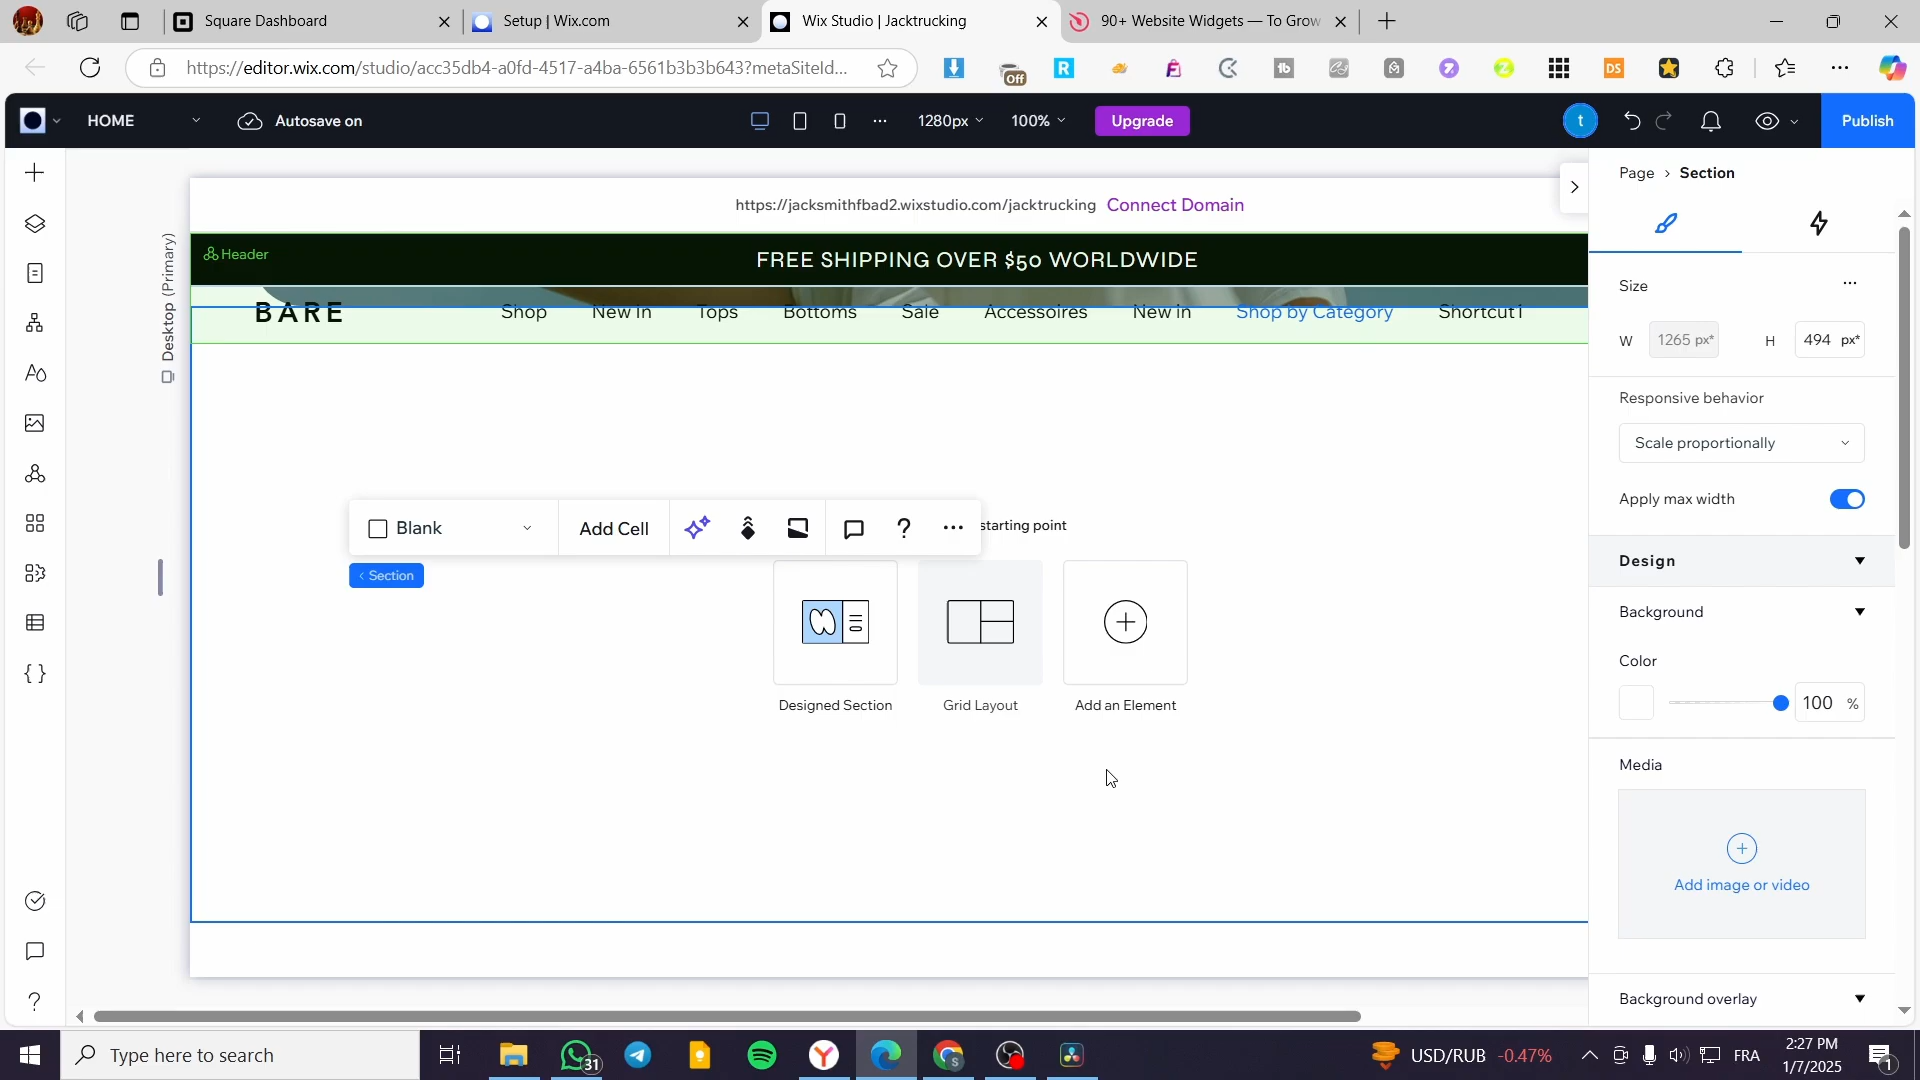 Square Dashboard
Setup | Wix.com
Wix Studio | Jacktrucking
90+ Website Widgets — To Grow
https://editor.wix.com/studio/acc35db4-a0fd-4517-a4ba-6561b3b3b643?metaSiteId...
Off
R
tb
DS
HOME
Autosave on
1280px
100%
Upgrade
t
Publish
Page > Section
https://jacksmithfbad2.wixstudio.com/jacktrucking Connect Domain
Desktop (Primary)
Header
FREE SHIPPING OVER $50 WORLDWIDE
BARE
Shop
New In
Tops
Bottoms
Sale
Accessoires
New in
Shop by Category
Shortcut1
Size
W 1265 px*
H 494 px*
Responsive behavior
Scale proportionally
Apply max width
Blank
Add Cell
starting point
< Section
Designed Section
Grid Layout
Add an Element
Design
Background
Color
100 %
Media
Add image or video
Background overlay
Type here to search
31
USD/RUB -0.47%
FRA
2:27 PM
1/7/2025
1